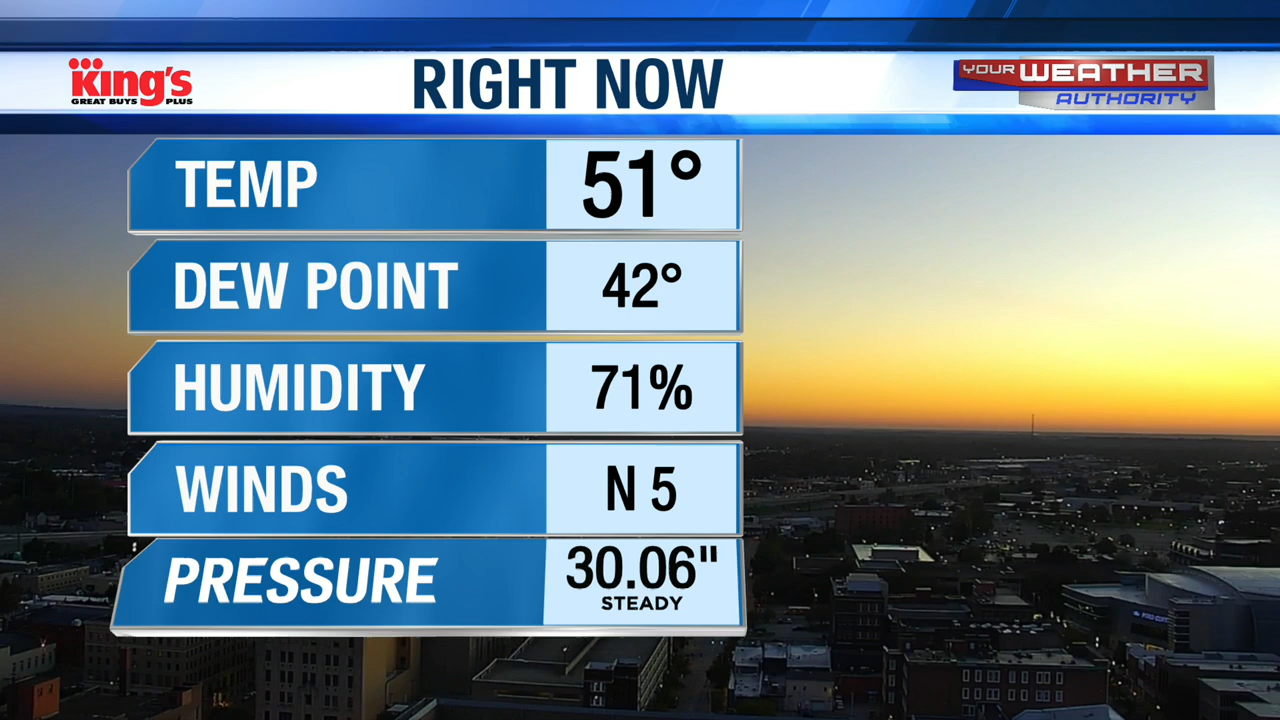 King's
GREAT BUYS PLUS
RIGHT NOW
YOUR WEATHER
AUTHORITY
TEMP 51°
DEW POINT 42°
HUMIDITY 71%
WINDS N 5
PRESSURE 30.06"
STEADY